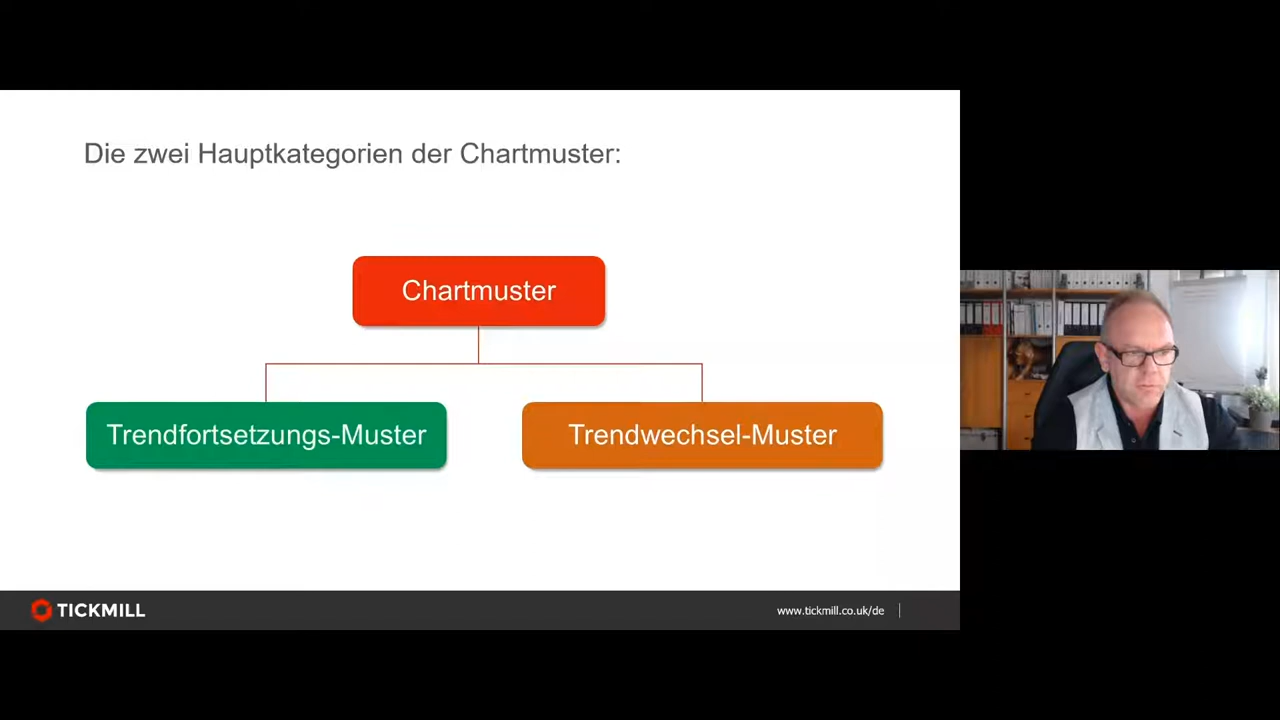 Die zwei Hauptkategorien der Chartmuster:
Chartmuster
Trendfortsetzungs-Muster
Trendwechsel-Muster
TICKMILL
www.tickmill.co.uk/de